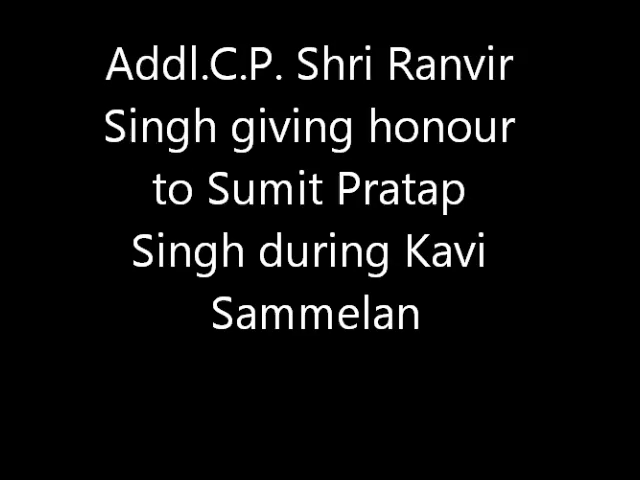 Addl.C.P. Shri Ranvir
Singh giving honour
to Sumit Pratap
Singh during Kavi
Sammelan